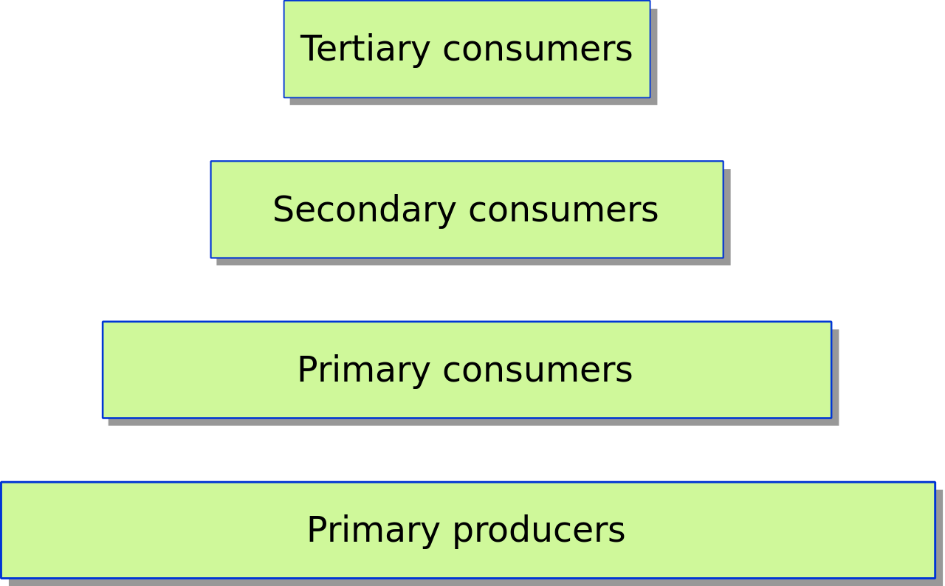 Tertiary consumers
Secondary consumers
Primary consumers
Primary producers